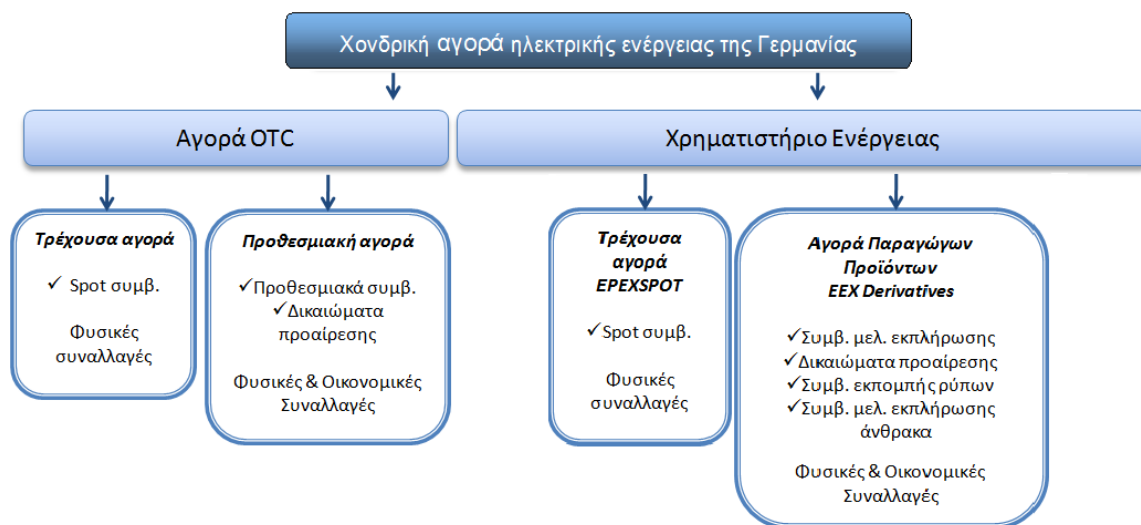 Χονδρική αγορά ηλεκτρικής ενέργειας της Γερμανίας
Αγορά OTC
Χρηματιστήριο Ενέργειας
Τρέχουσα αγορά
✓ Spot συμβ.
Φυσικές
συναλλαγές
Προθεσμιακή αγορά
✓Προθεσμιακά συμβ.
✓Δικαιώματα
προαίρεσης
Φυσικές & Οικονομικές
Συναλλαγές
Τρέχουσα
αγορά
EPEXSPOT
✓Spot συμβ.
Φυσικές
συναλλαγές
Αγορά Παραγώγων
Προϊόντων
EEX Derivatives
✓Συμβ. μελ. εκπλήρωσης
✓Δικαιώματα προαίρεσης
✓Συμβ. εκπομπής ρύπων
✓Συμβ. μελ. εκπλήρωσης
άνθρακα
Φυσικές & Οικονομικές
Συναλλαγές